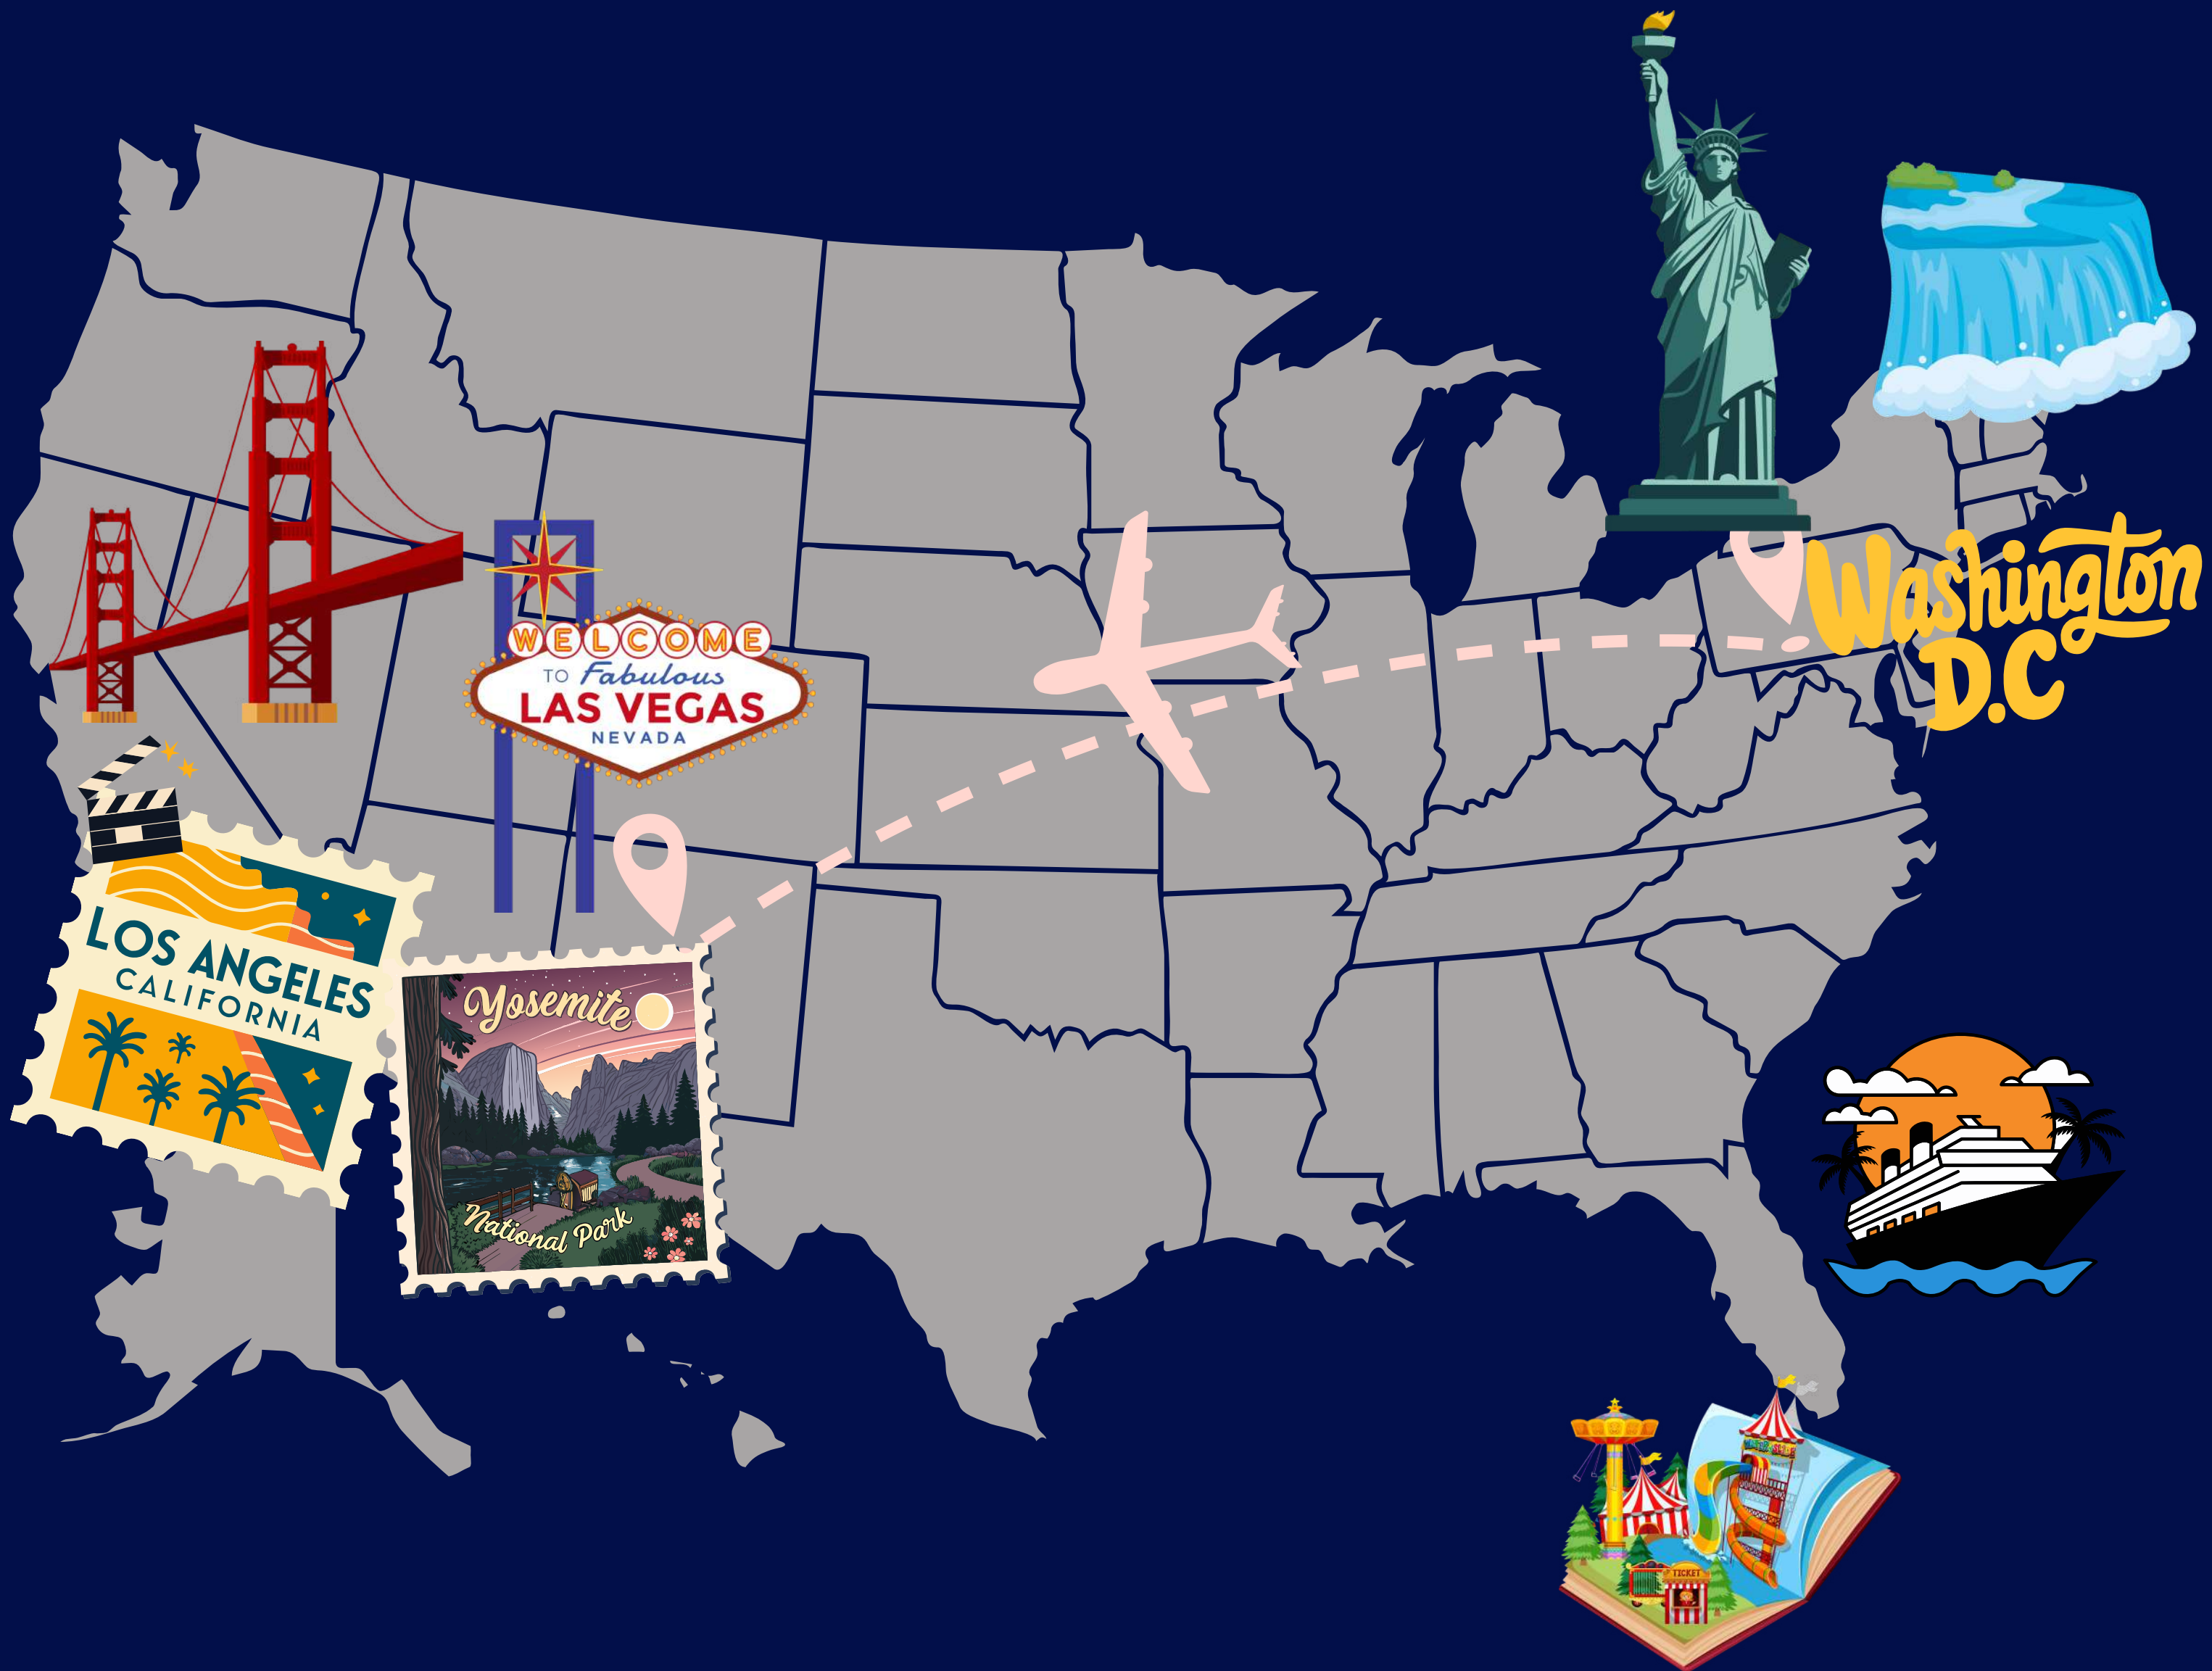 Washington
D.C
WELCOME
TO Fabulous
LAS VEGAS
NEVADA
LOS ANGELES
CALIFORNIA
Yosemite
National Park
TICKET